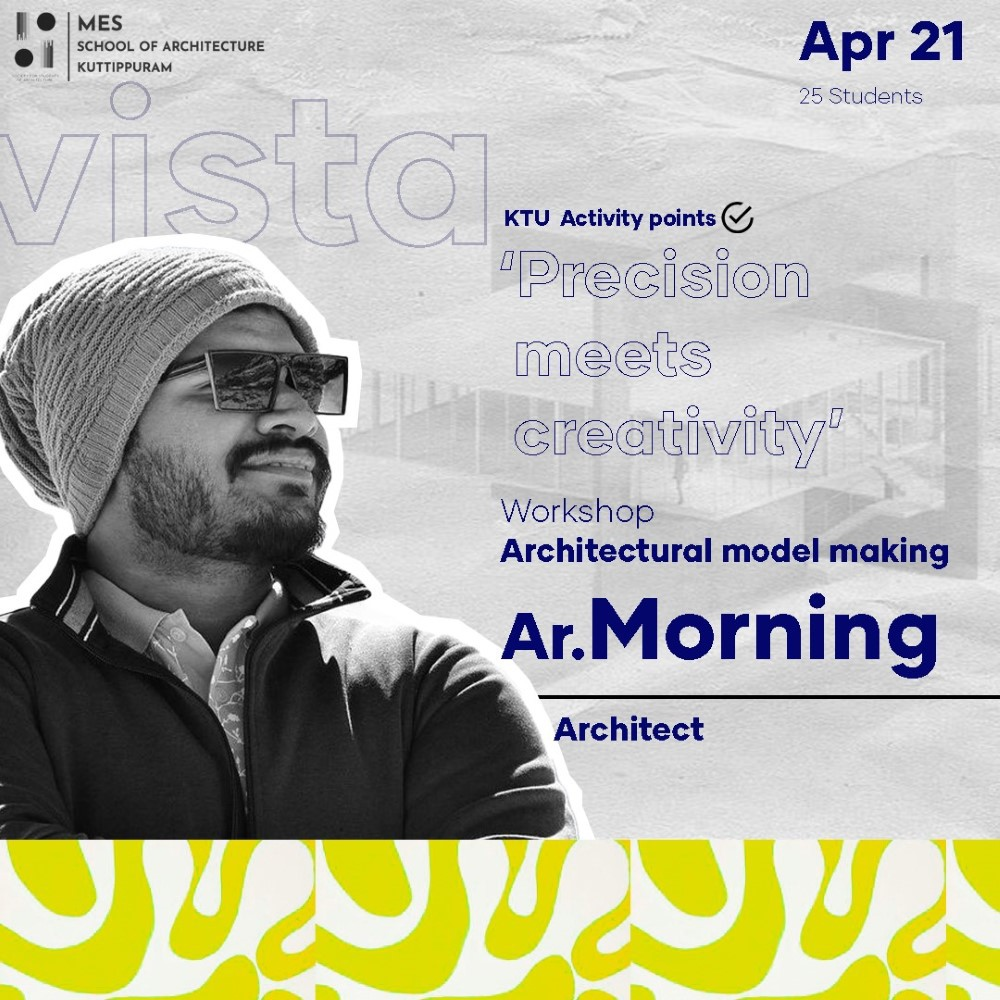 MES
SCHOOL OF ARCHITECTURE
KUTTIPPURAM
Apr 21
25 Students
vista
KTU Activity points
‘Precision
meets
creativity’
Workshop
Architectural model making
Ar.Morning
Architect